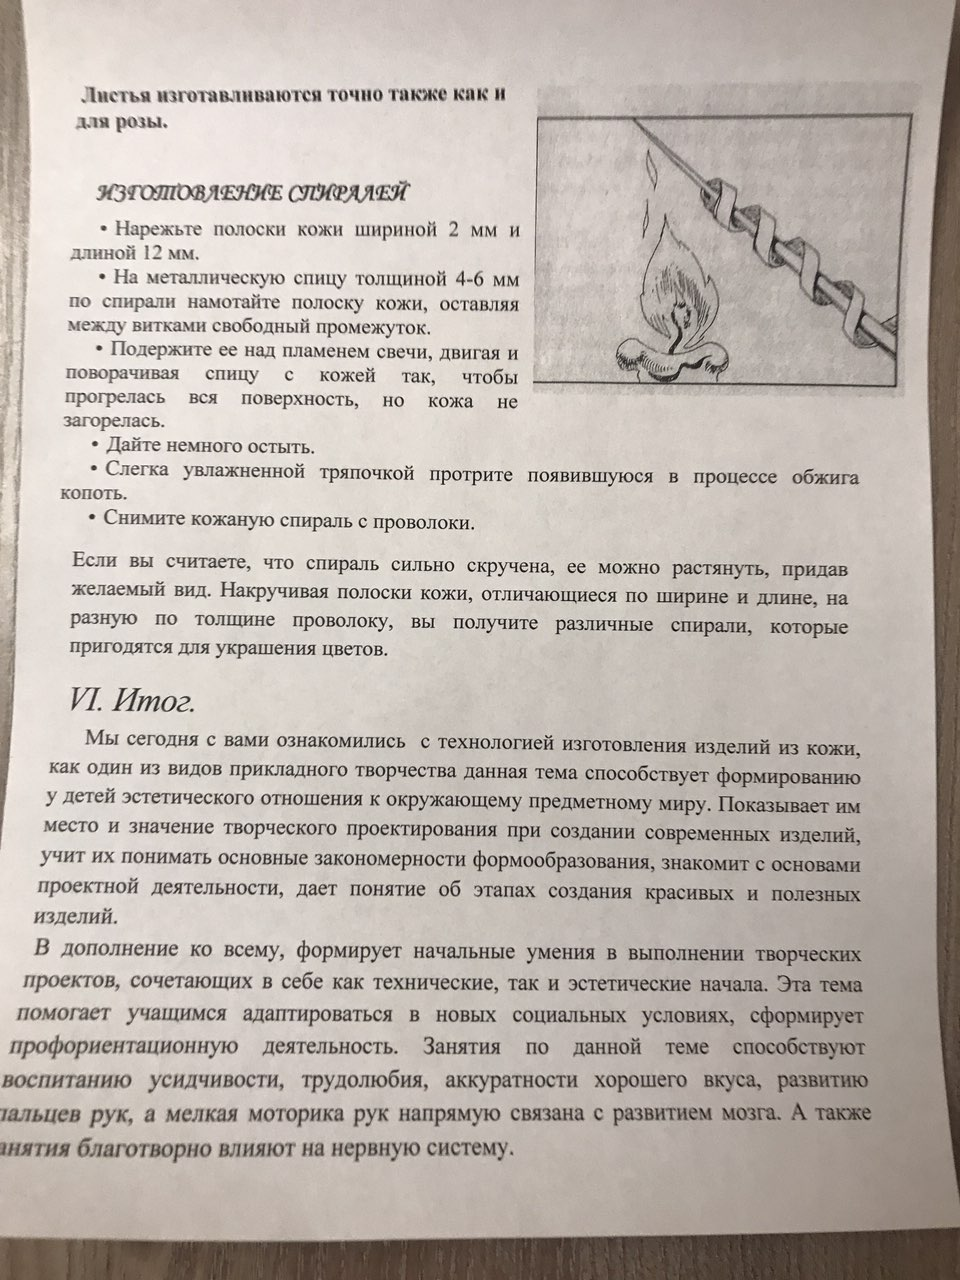 Листья изготавливаются точно также как и
для розы.
ИЗГОТОВЛЕНИЕ СПИРАЛЕЙ
• Нарежьте полоски кожи шириной 2 мм и
длиной 12 мм.
• На металлическую спицу толщиной 4-6 мм
по спирали намотайте полоску кожи, оставляя
между витками свободный промежуток.
• Подержите ее над пламенем свечи, двигая и
поворачивая спицу с кожей так, чтобы
прогрелась вся поверхность, но кожа не
загорелась.
• Дайте немного остыть.
• Слегка увлажненной тряпочкой протрите появившуюся в процессе обжига
копоть.
• Снимите кожаную спираль с проволоки.
Если вы считаете, что спираль сильно скручена, ее можно растянуть, придав
желаемый вид. Накручивая полоски кожи, отличающиеся по ширине и длине, на
разную по толщине проволоку, вы получите различные спирали, которые
пригодятся для украшения цветов.
VI. Итог.
Мы сегодня с вами ознакомились с технологией изготовления изделий из кожи,
как один из видов прикладного творчества данная тема способствует формированию
у детей эстетического отношения к окружающему предметному миру. Показывает им
место и значение творческого проектирования при создании современных изделий,
учит их понимать основные закономерности формообразования, знакомит с основами
проектной деятельности, дает понятие об этапах создания красивых и полезных
изделий.
В дополнение ко всему, формирует начальные умения в выполнении творческих
проектов, сочетающих в себе как технические, так и эстетические начала. Эта тема
помогает учащимся адаптироваться в новых социальных условиях, сформирует
профориентационную деятельность. Занятия по данной теме способствуют
воспитанию усидчивости, трудолюбия, аккуратности хорошего вкуса, развитию
пальцев рук, а мелкая моторика рук напрямую связана с развитием мозга. А также
анятия благотворно влияют на нервную систему.